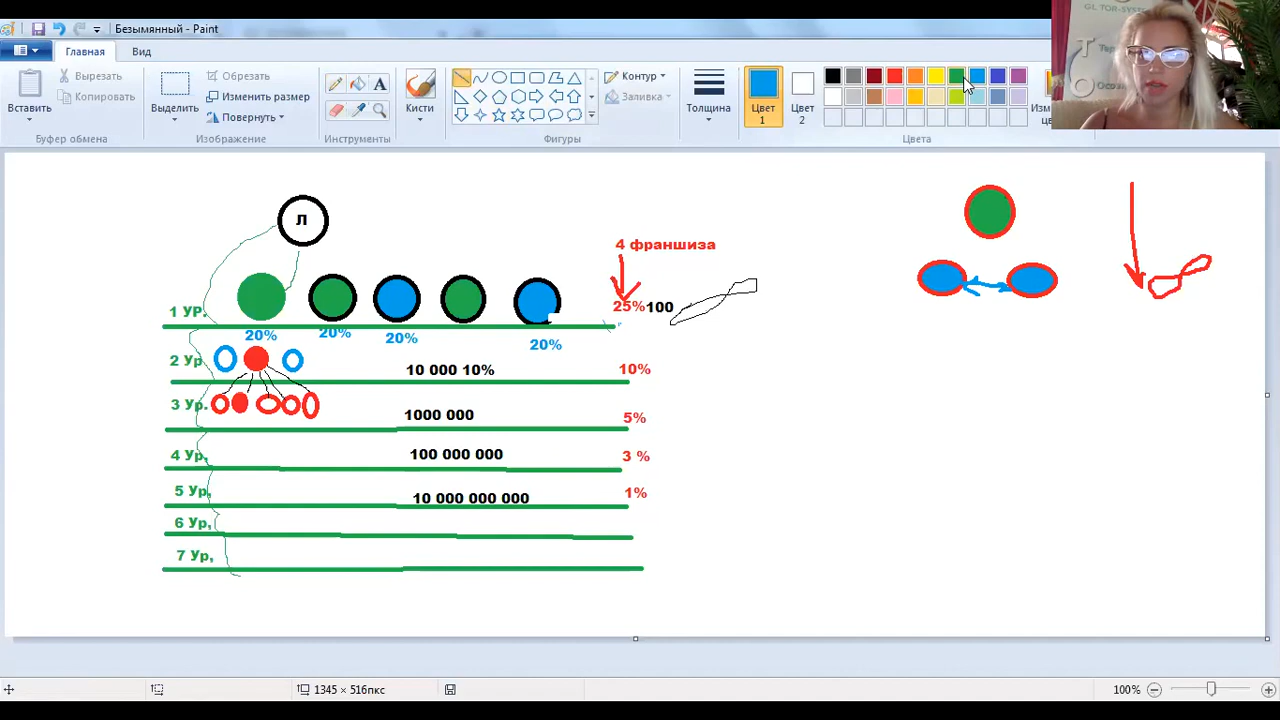 Безымянный - Paint
Главная
Вид
Вставить
Вырезать
Копировать
Буфер обмена
Выделить
Обрезать
Изменить размер
Повернуть
Изображение
Инструменты
Кисти
Фигуры
Контур
Заливка
Толщина
Цвет
1
Цвет
2
Цвета
GL TOR-SYSTE
Л
4 франшиза
1 УР.
25%
100
20%
20%
20%
20%
2 Ур
10 000 10%
10%
3 Ур.
1000 000
5%
4 Ур,
100 000 000
3 %
5 Ур,
10 000 000 000
1%
6 Ур,
7 Ур,
1345 × 516пкс
100%